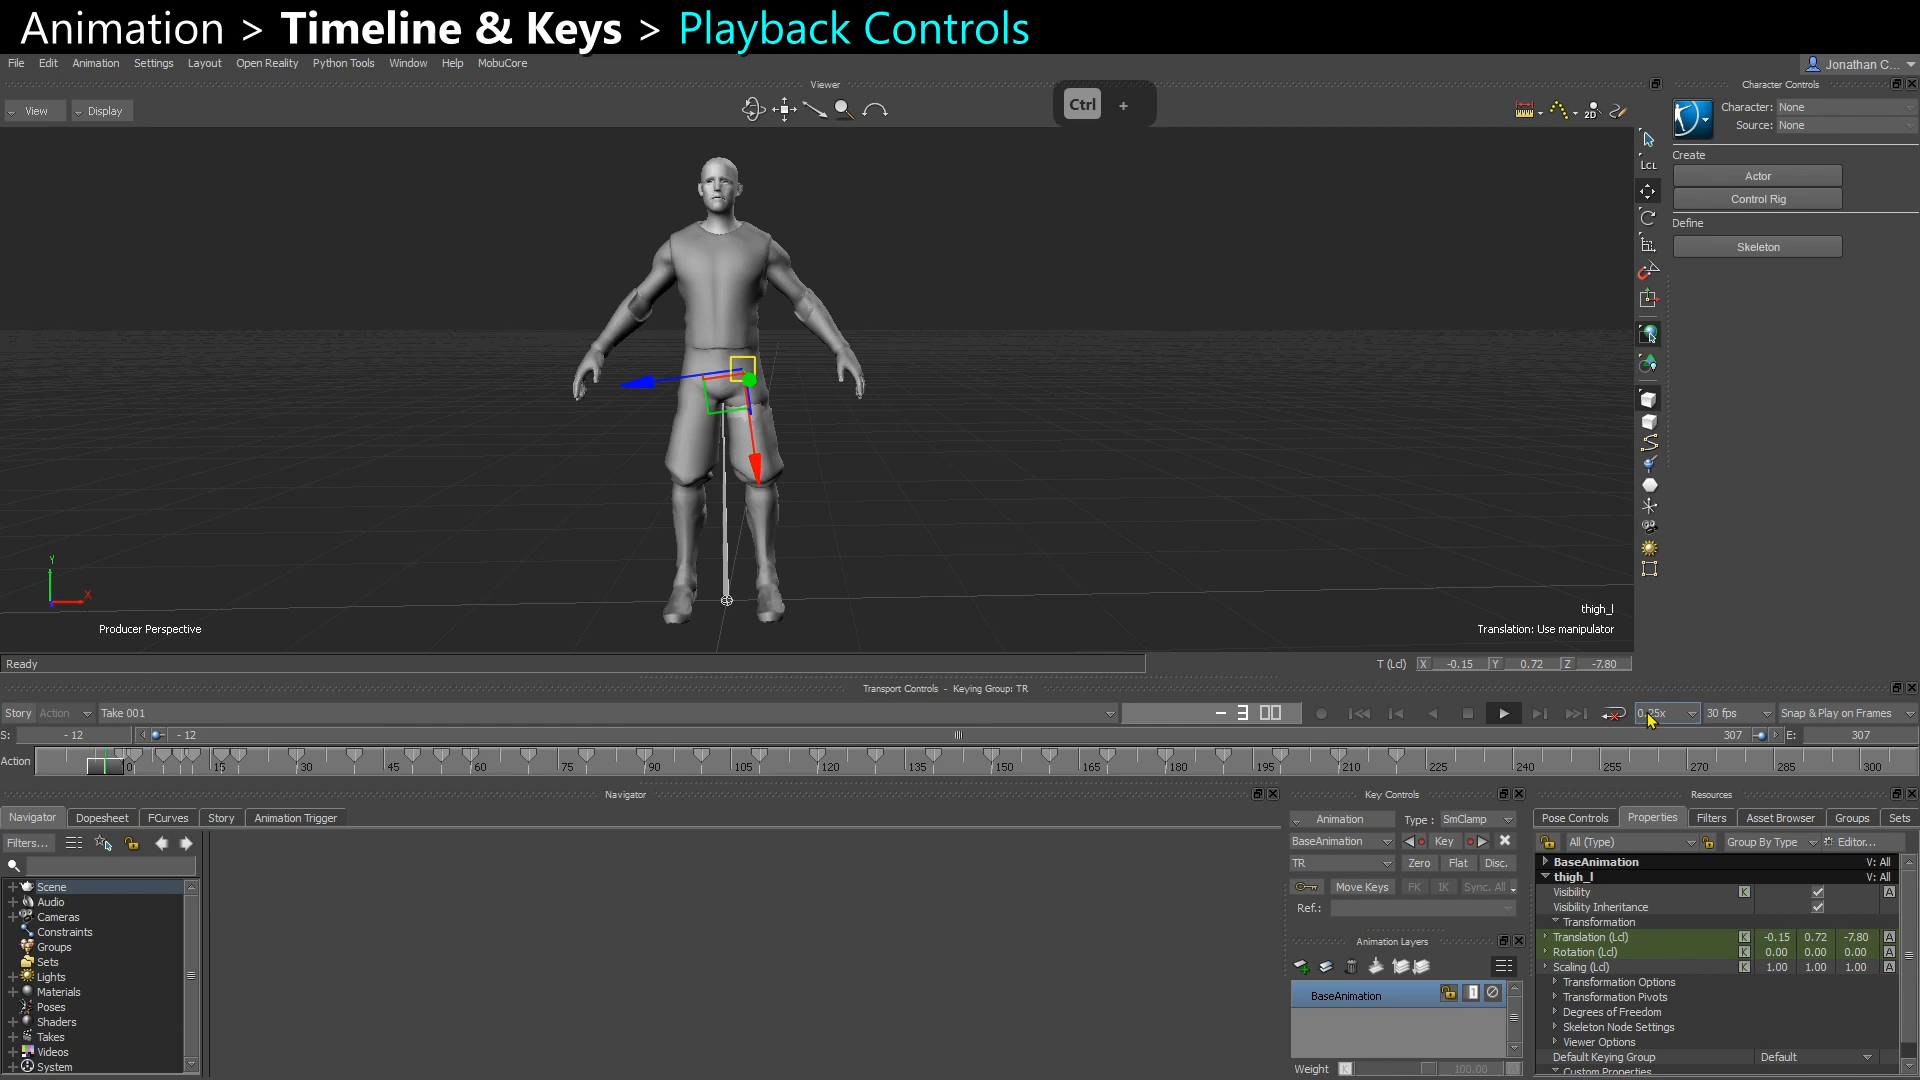 Animation > Timeline & Keys > Playback Controls
File Edit Animation Settings Layout Open Reality Python Tools Window Help MobuCore
Jonathan C...
Viewer
Character Controls
View Display
Ctrl +
2D
Character: None
Source: None
LCL
Create
Actor
Control Rig
Define
Skeleton
Y
X
Producer Perspective
thigh_l
Translation: Use manipulator
Ready
T (Lcl) X -0.15 Y 0.72 Z -7.80
Transport Controls - Keying Group: TR
Story Action Take 001
- 3 00
0.25x 30 fps Snap & Play on Frames
S: - 12 - 12 307 E: 307
Action 0 15 30 45 60 75 90 105 120 135 150 165 180 195 210 225 240 255 270 285 300
Navigator
Key Controls
Resources
Navigator Dopesheet FCurves Story Animation Trigger
Filters...
Scene
Audio
Cameras
Constraints
Groups
Sets
Lights
Materials
Poses
Shaders
Takes
Videos
System
Animation Type : SmClamp
BaseAnimation Key
TR Zero Flat Disc.
Move Keys FK IK Sync. All
Ref.:
Animation Layers
BaseAnimation 1
Weight K 100.00 A
Pose Controls Properties Filters Asset Browser Groups Sets
All (Type) Group By Type Editor...
BaseAnimation V: All
thigh_l V: All
Visibility K A
Visibility Inheritance
Transformation
Translation (Lcl) K -0.15 0.72 -7.80 A
Rotation (Lcl) K 0.00 0.00 0.00 A
Scaling (Lcl) K 1.00 1.00 1.00 A
Transformation Options
Transformation Pivots
Degrees of Freedom
Skeleton Node Settings
Viewer Options
Default Keying Group Default
Custom Properties